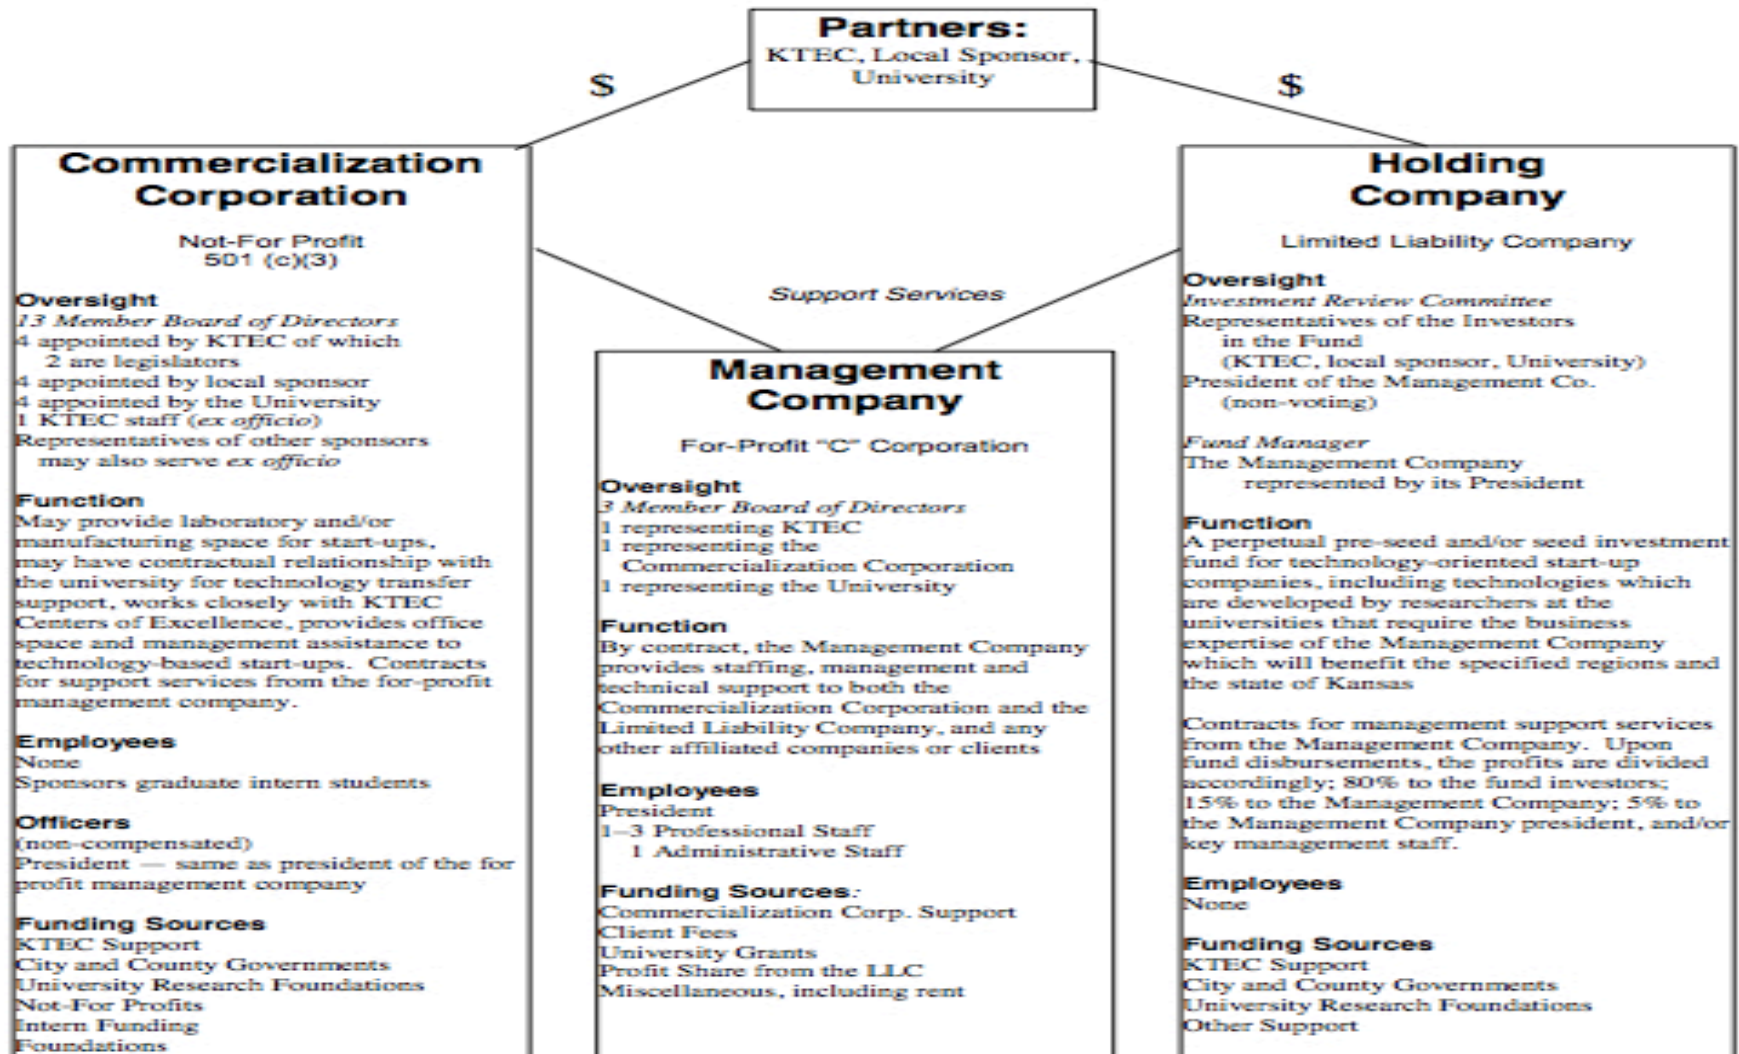 Partners:
KTEC, Local Sponsor,
University
$
$
Commercialization
Corporation
Not-For Profit
501 (c)(3)
Oversight
13 Member Board of Directors
4 appointed by KTEC of which
2 are legislators
4 appointed by local sponsor
4 appointed by the University
1 KTEC staff (ex officio)
Representatives of other sponsors
may also serve ex officio
Function
May provide laboratory and/or
manufacturing space for start-ups,
may have contractual relationship with
the university for technology transfer
support, works closely with KTEC
Centers of Excellence, provides office
space and management assistance to
technology-based start-ups. Contracts
for support services from the for-profit
management company.
Employees
None
Sponsors graduate intern students
Officers
(non-compensated)
President — same as president of the for
profit management company
Funding Sources
KTEC Support
City and County Governments
University Research Foundations
Not-For Profits
Intern Funding
Foundations
Support Services
Management
Company
For-Profit "C" Corporation
Oversight
3 Member Board of Directors
1 representing KTEC
1 representing the
Commercialization Corporation
1 representing the University
Function
By contract, the Management Company
provides staffing, management and
technical support to both the
Commercialization Corporation and the
Limited Liability Company, and any
other affiliated companies or clients
Employees
President
1–3 Professional Staff
1 Administrative Staff
Funding Sources:
Commercialization Corp. Support
Client Fees
University Grants
Profit Share from the LLC
Miscellaneous, including rent
Holding
Company
Limited Liability Company
Oversight
Investment Review Committee
Representatives of the Investors
in the Fund
(KTEC, local sponsor, University)
President of the Management Co.
(non-voting)
Fund Manager
The Management Company
represented by its President
Function
A perpetual pre-seed and/or seed investment
fund for technology-oriented start-up
companies, including technologies which
are developed by researchers at the
universities that require the business
expertise of the Management Company
which will benefit the specified regions and
the state of Kansas
Contracts for management support services
from the Management Company. Upon
fund disbursements, the profits are divided
accordingly; 80% to the fund investors;
15% to the Management Company; 5% to
the Management Company president, and/or
key management staff.
Employees
None
Funding Sources
KTEC Support
City and County Governments
University Research Foundations
Other Support